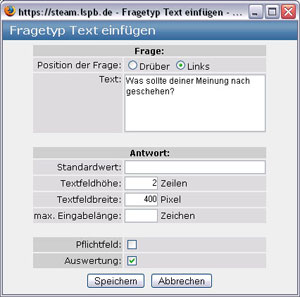 https://steam.lspb.de - Fragetyp Text einfügen - ...
Fragetyp Text einfügen
Frage:
Position der Frage: Drüber Links
Text: Was sollte deiner Meinung nach
geschehen?
Antwort:
Standardwert:
Textfeldhöhe: 2 Zeilen
Textfeldbreite: 400 Pixel
max. Eingabelänge: Zeichen
Pflichtfeld:
Auswertung:
Speichern Abbrechen